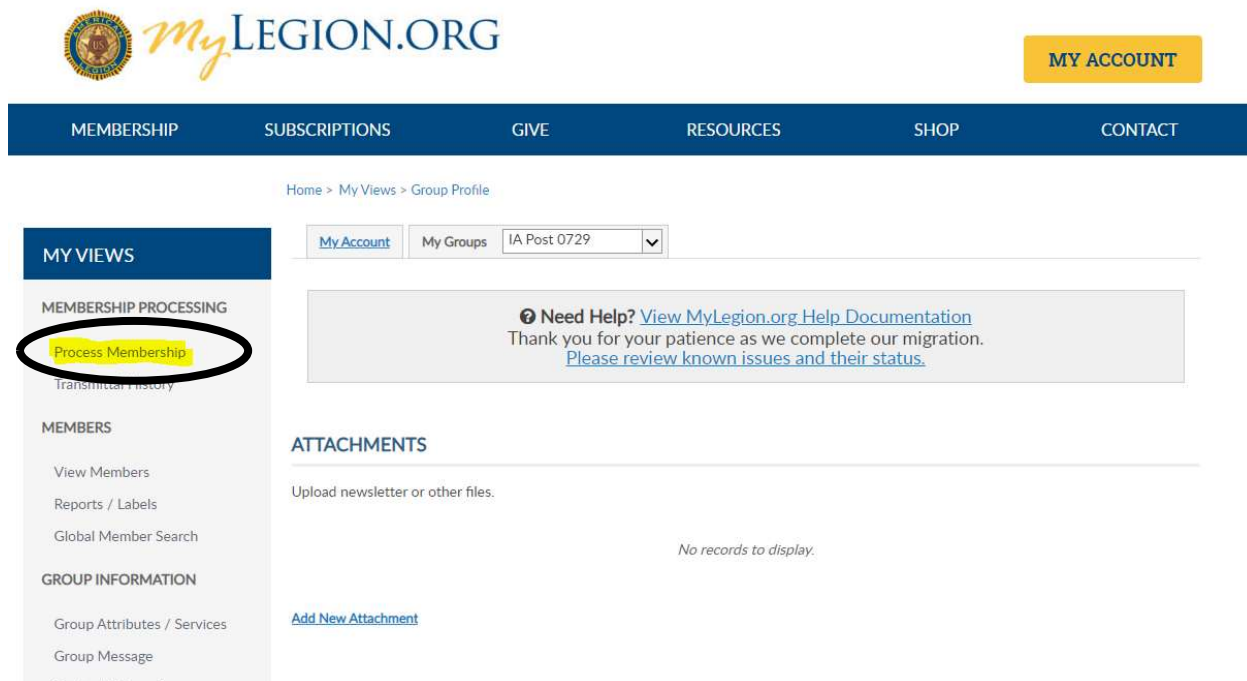 MyLEGION.ORG
MY ACCOUNT
MEMBERSHIP SUBSCRIPTIONS GIVE RESOURCES SHOP CONTACT
Home > My Views > Group Profile
My Account My Groups IA Post 0729
MY VIEWS
MEMBERSHIP PROCESSING
Process Membership
Transmittal History
MEMBERS
View Members
Reports / Labels
Global Member Search
GROUP INFORMATION
Group Attributes / Services
Group Message
Need Help? View MyLegion.org Help Documentation
Thank you for your patience as we complete our migration.
Please review known issues and their status.
ATTACHMENTS
Upload newsletter or other files.
No records to display.
Add New Attachment